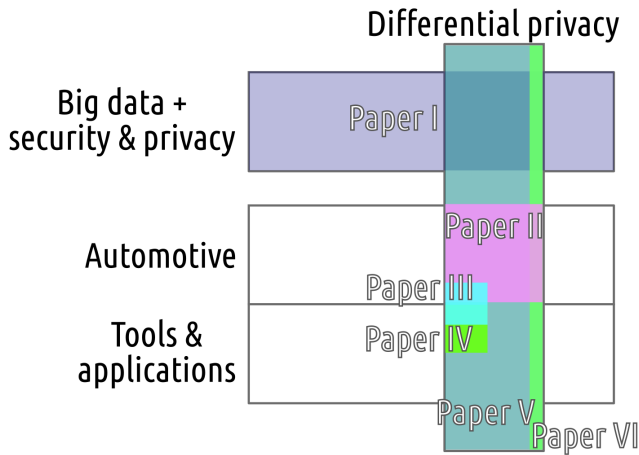 Differential privacy
Big data +
security & privacy
Paper I
Paper II
Automotive
Paper III
Tools &
applications
Paper IV
Paper V
Paper VI